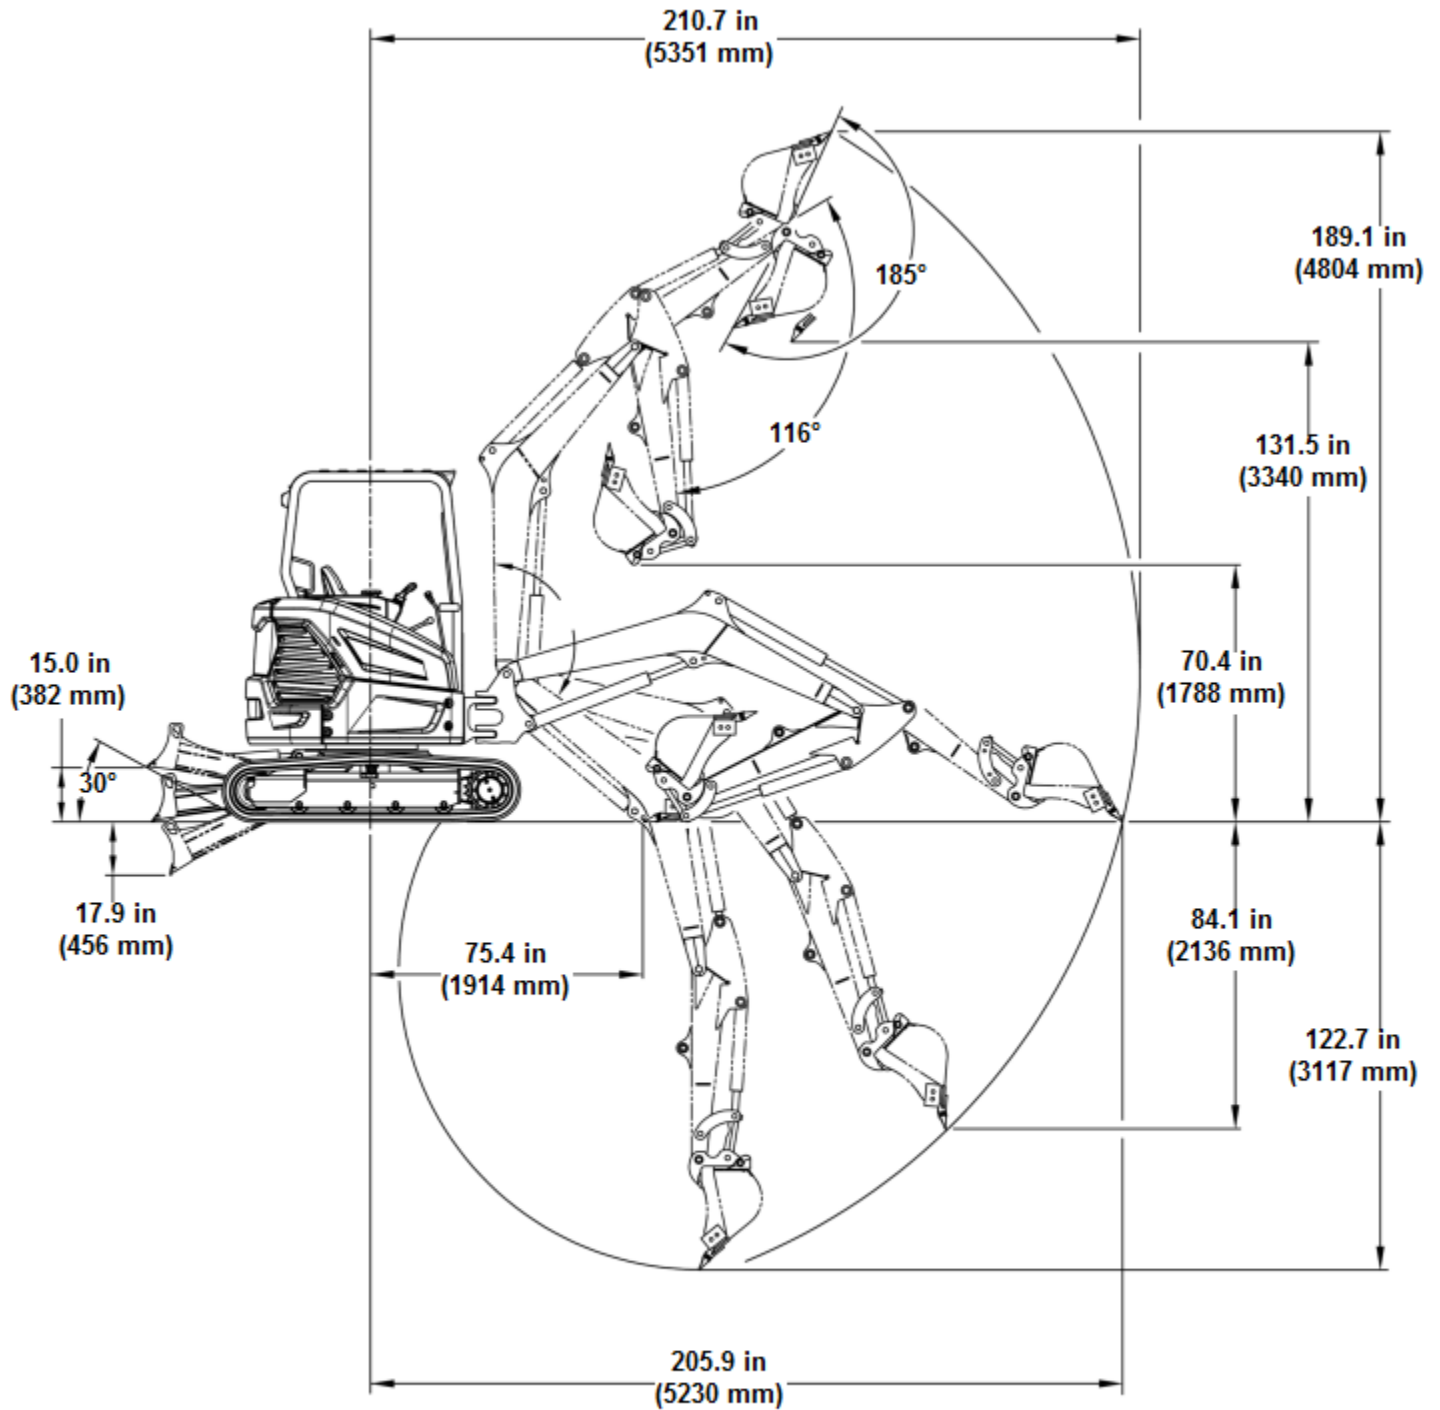 210.7 in
(5351 mm)
189.1 in
(4804 mm)
185°
116°
131.5 in
(3340 mm)
15.0 in
(382 mm)
70.4 in
(1788 mm)
30°
17.9 in
(456 mm)
75.4 in
(1914 mm)
84.1 in
(2136 mm)
122.7 in
(3117 mm)
205.9 in
(5230 mm)